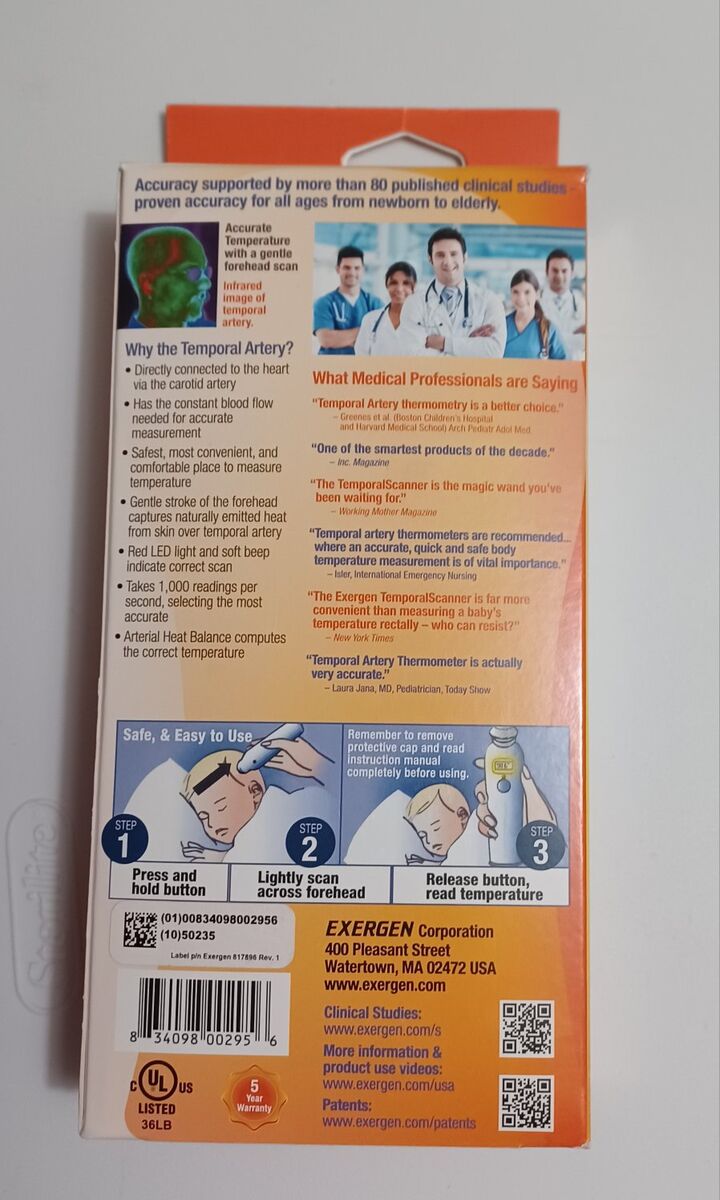 Accuracy supported by more than 80 published clinical studies -
proven accuracy for all ages from newborn to elderly.
Accurate
Temperature
with a gentle
forehead scan
Infrared
image of
temporal
artery.
Why the Temporal Artery?
• Directly connected to the heart
via the carotid artery
• Has the constant blood flow
needed for accurate
measurement
• Safest, most convenient, and
comfortable place to measure
temperature
• Gentle stroke of the forehead
captures naturally emitted heat
from skin over temporal artery
• Red LED light and soft beep
indicate correct scan
• Takes 1,000 readings per
second, selecting the most
accurate
• Arterial Heat Balance computes
the correct temperature
What Medical Professionals are Saying
"Temporal Artery thermometry is a better choice."
– Greenes et al. (Boston Children's Hospital
and Harvard Medical School) Arch Pediatr Adol Med
"One of the smartest products of the decade."
– Inc. Magazine
"The TemporalScanner is the magic wand you've
been waiting for."
– Working Mother Magazine
"Temporal artery thermometers are recommended...
where an accurate, quick and safe body
temperature measurement is of vital importance."
– Isler, International Emergency Nursing
"The Exergen TemporalScanner is far more
convenient than measuring a baby's
temperature rectally – who can resist?"
– New York Times
"Temporal Artery Thermometer is actually
very accurate."
– Laura Jana, MD, Pediatrician, Today Show
Safe, & Easy to Use
Remember to remove
protective cap and read
instruction manual
completely before using.
STEP
1
STEP
2
STEP
3
Press and
hold button
Lightly scan
across forehead
Release button,
read temperature
(01)00834098002956
(10)50235
Label p/n Exergen 817896 Rev. 1
8 34098 00295 6
C UL US
LISTED
36LB
5
Year
Warranty
EXERGEN Corporation
400 Pleasant Street
Watertown, MA 02472 USA
www.exergen.com
Clinical Studies:
www.exergen.com/s
More information &
product use videos:
www.exergen.com/usa
Patents:
www.exergen.com/patents